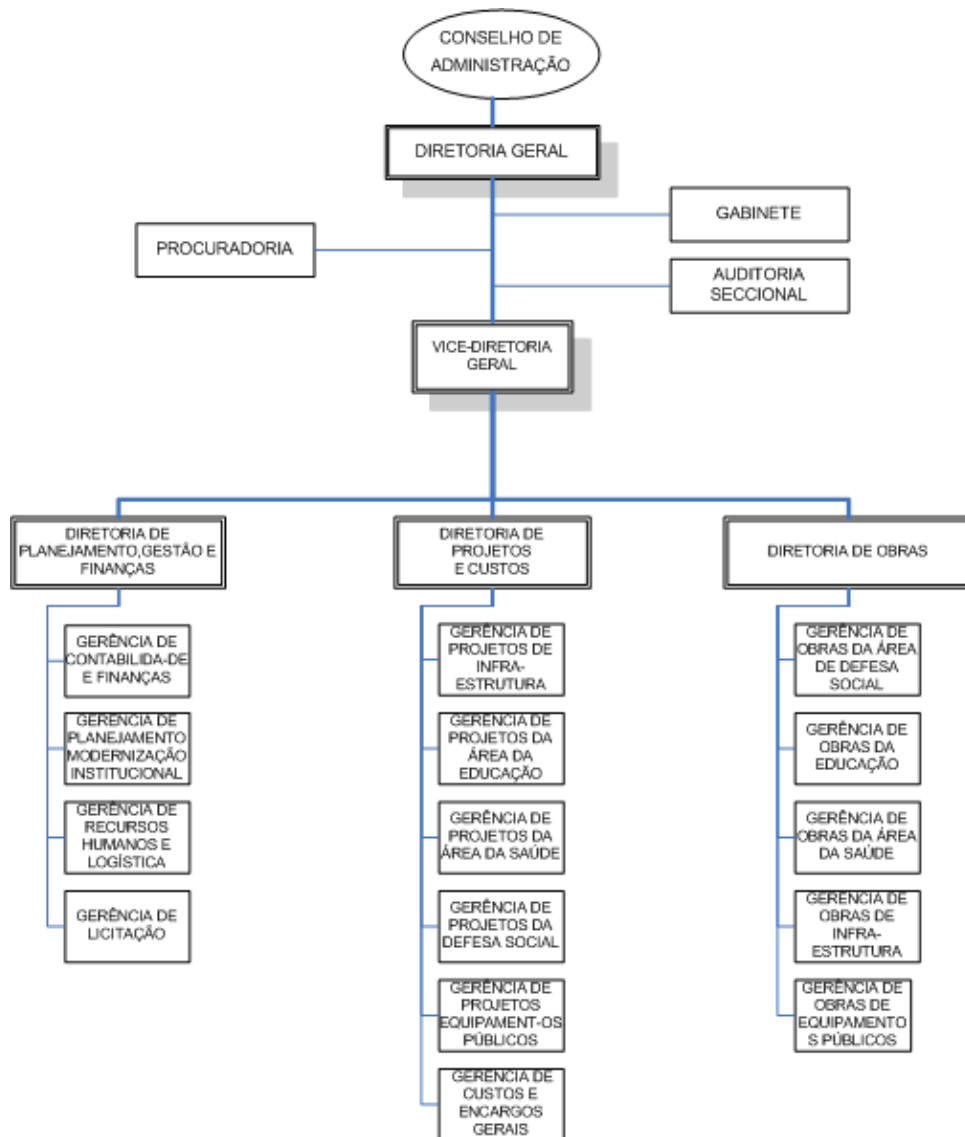 CONSELHO DE
ADMINISTRAÇÃO
DIRETORIA GERAL
GABINETE
PROCURADORIA
AUDITORIA
SECCIONAL
VICE-DIRETORIA
GERAL
DIRETORIA DE
PLANEJAMENTO,GESTÃO E
FINANÇAS
DIRETORIA DE
PROJETOS
E CUSTOS
DIRETORIA DE OBRAS
GERÊNCIA DE
CONTABILIDA-DE
E FINANÇAS
GERÊNCIA DE
PLANEJAMENTO
MODERNIZAÇÃO
INSTITUCIONAL
GERÊNCIA DE
RECURSOS
HUMANOS E
LOGÍSTICA
GERÊNCIA DE
LICITAÇÃO
GERÊNCIA DE
PROJETOS DE
INFRA-
ESTRUTURA
GERÊNCIA DE
PROJETOS DA
ÁREA DA
EDUCAÇÃO
GERÊNCIA DE
PROJETOS DA
ÁREA DA SAÚDE
GERÊNCIA DE
PROJETOS DA
DEFESA SOCIAL
GERÊNCIA DE
PROJETOS
EQUIPAMENT-OS
PÚBLICOS
GERÊNCIA DE
CUSTOS E
ENCARGOS
GERAIS
GERÊNCIA DE
OBRAS DA ÁREA
DE DEFESA
SOCIAL
GERÊNCIA DE
OBRAS DA
EDUCAÇÃO
GERÊNCIA DE
OBRAS DA ÁREA
DA SAÚDE
GERÊNCIA DE
OBRAS DE
INFRA-
ESTRUTURA
GERÊNCIA DE
OBRAS DE
EQUIPAMENTO
S PÚBLICOS